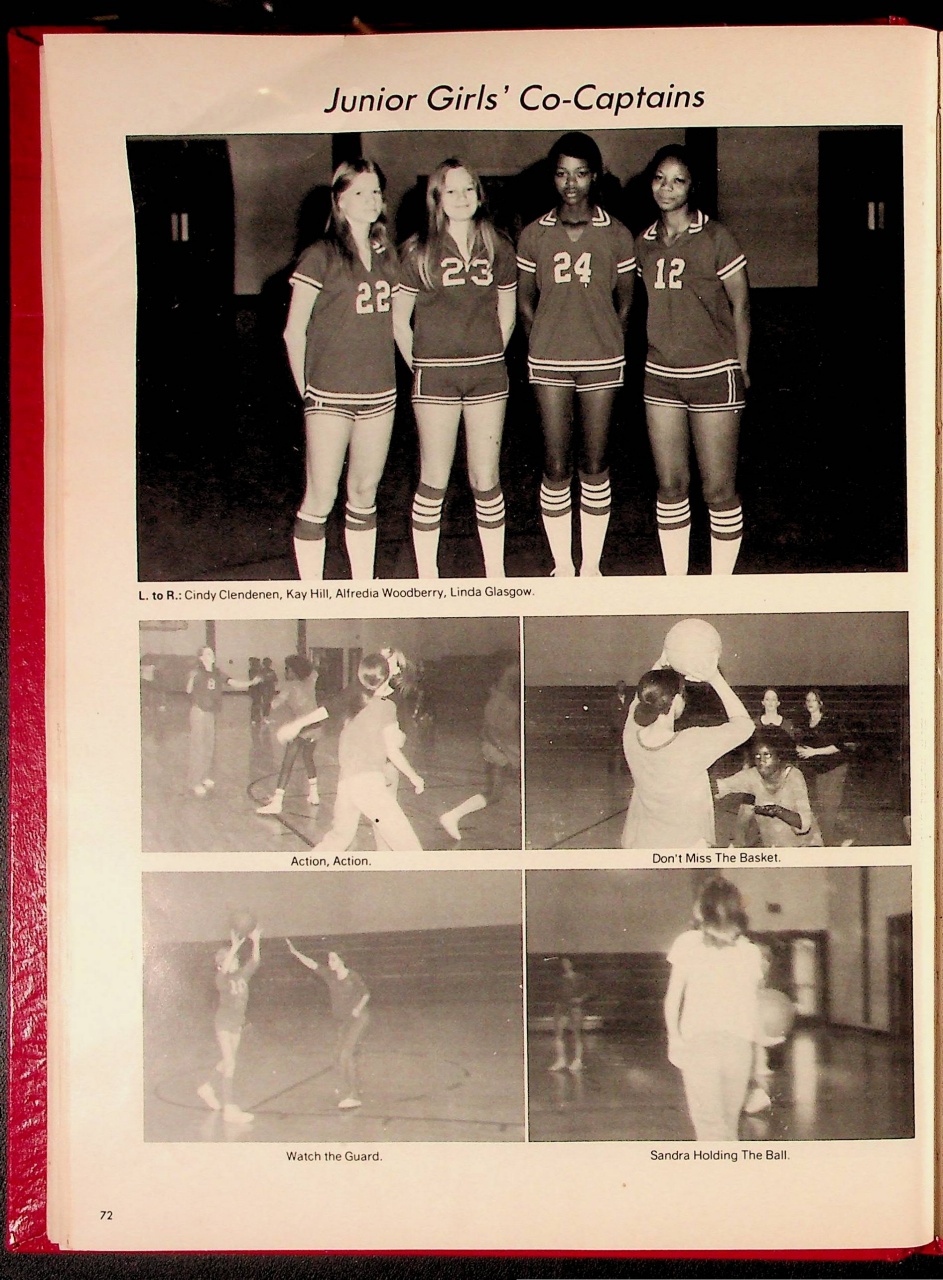 Junior Girls' Co-Captains
22
23
24
12
L. to R.: Cindy Clendenen, Kay Hill, Alfredia Woodberry, Linda Glasgow.
Action, Action.
Don't Miss The Basket.
Watch the Guard.
Sandra Holding The Ball.
72